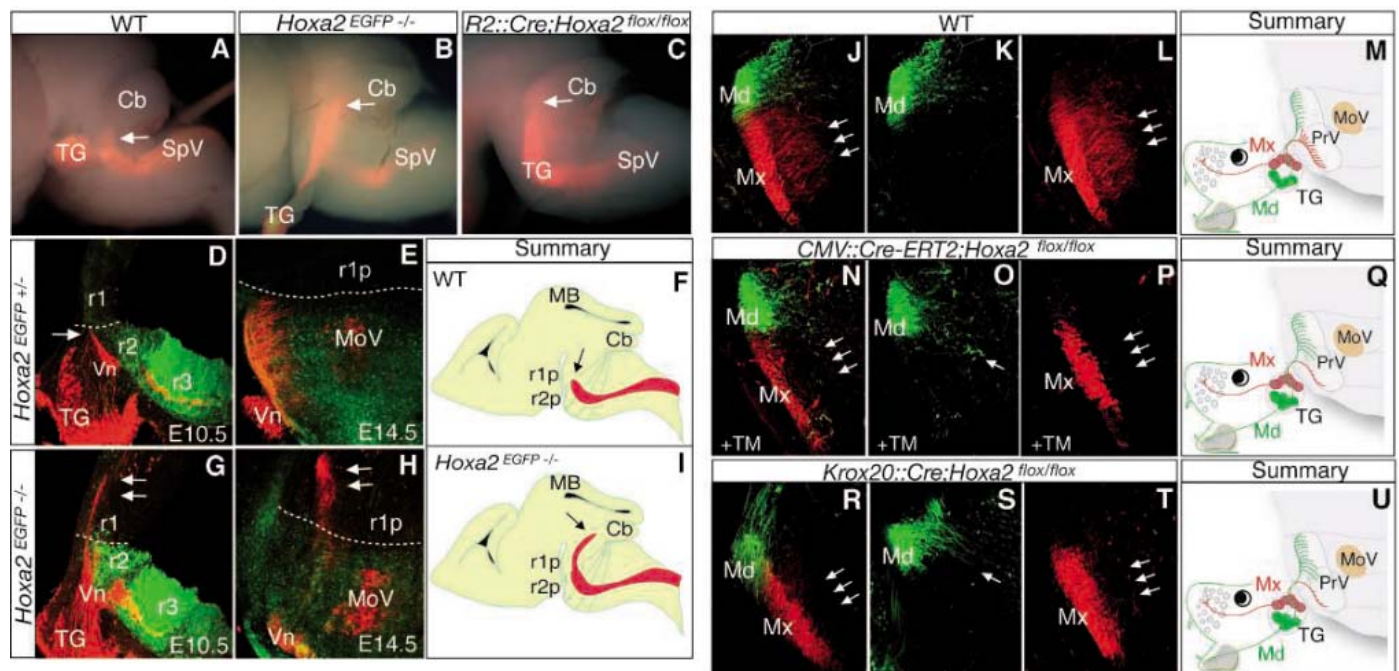 WT
Hoxa2 EGFP -/-
R2::Cre;Hoxa2 flox/flox
A
Cb
TG
SpV
B
Cb
SpV
TG
C
Cb
TG
SpV
Hoxa2 EGFP +/-
D
r1
r2
Vn
r3
TG
E10.5
E
r1p
MoV
Vn
E14.5
Summary
WT
F
MB
Cb
r1p
r2p
Hoxa2 EGFP -/-
G
r1
r2
Vn
r3
TG
E10.5
H
r1p
MoV
Vn
E14.5
Hoxa2 EGFP -/-
I
MB
Cb
r1p
r2p
WT
Summary
J
Md
Mx
K
Md
L
Mx
M
MoV
PrV
Mx
TG
Md
CMV::Cre-ERT2;Hoxa2 flox/flox
Summary
N
Md
Mx
+TM
O
Md
+TM
P
Mx
+TM
Q
MoV
PrV
Mx
TG
Md
Krox20::Cre;Hoxa2 flox/flox
Summary
R
Md
Mx
S
Md
T
Mx
U
MoV
PrV
Mx
TG
Md